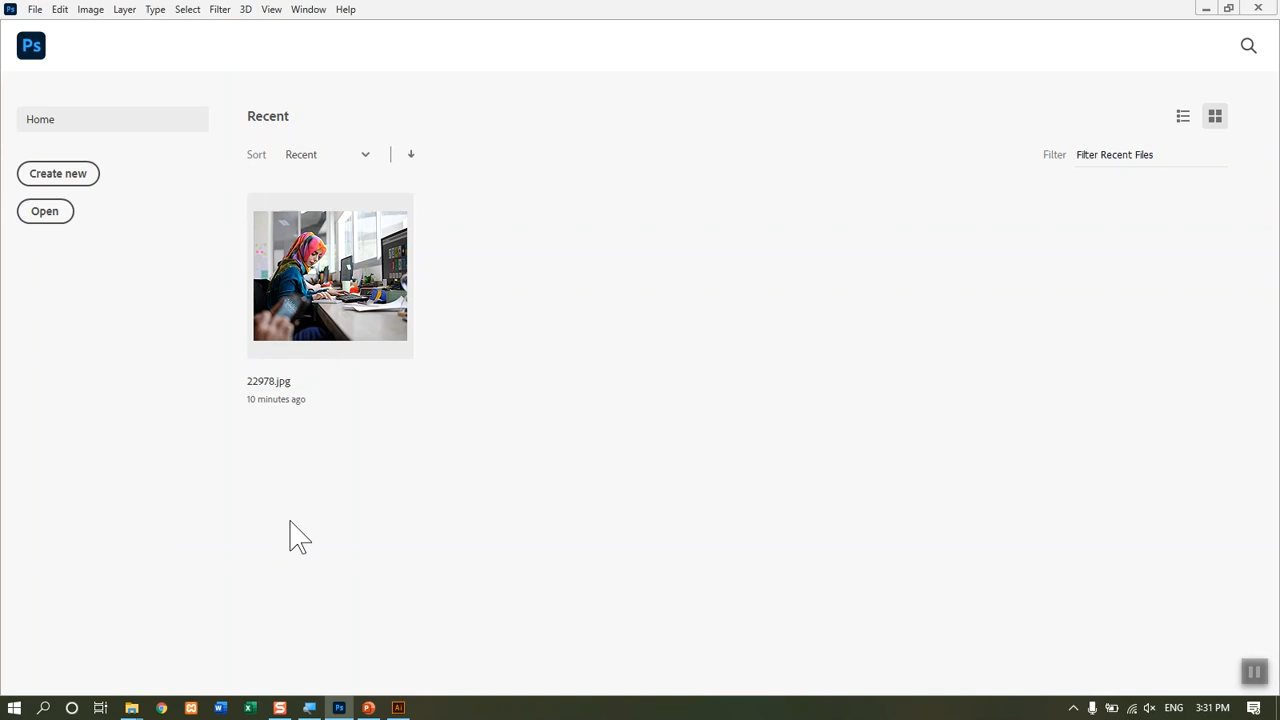 Ps File Edit Image Layer Type Select Filter 3D View Window Help
Ps
Home
Create new
Open
Recent
Sort Recent
Filter Filter Recent Files
22978.jpg
10 minutes ago
ENG 3:31 PM